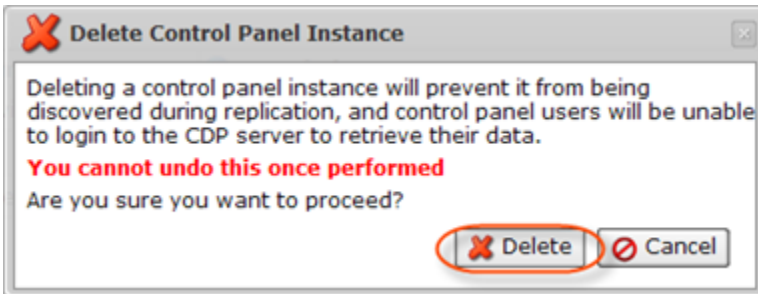 Delete Control Panel Instance
Deleting a control panel instance will prevent it from being
discovered during replication, and control panel users will be unable
to login to the CDP server to retrieve their data.
You cannot undo this once performed
Are you sure you want to proceed?
Delete Cancel